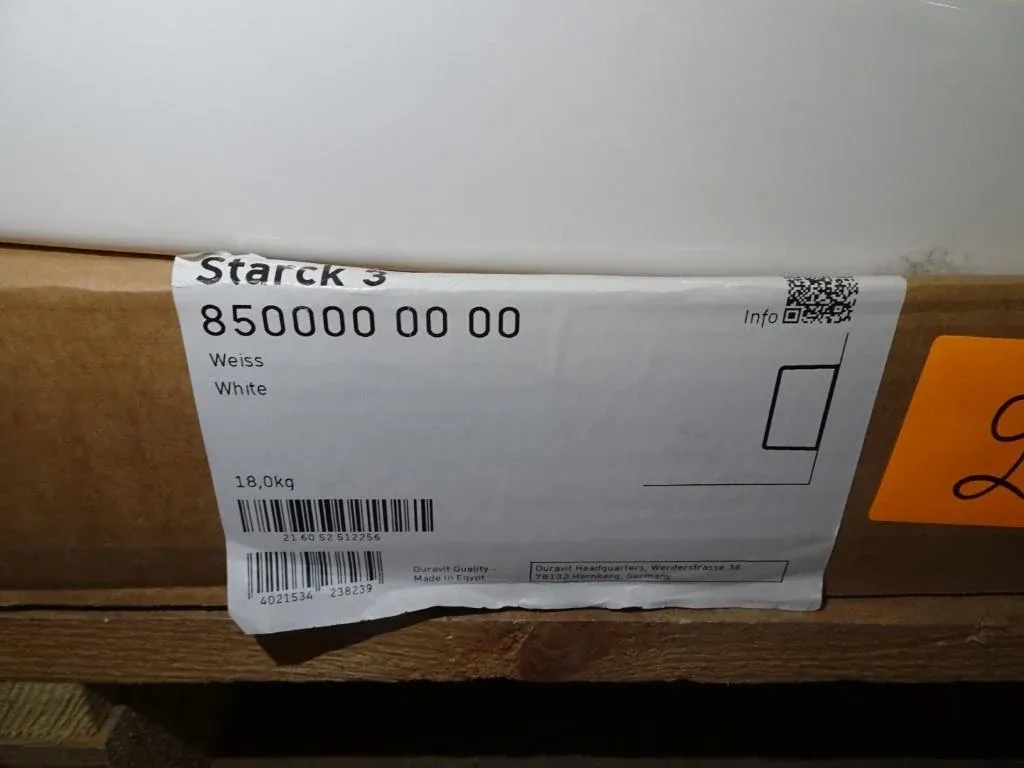 Starck 3
850000 00 00
Info
Weiss
White
18,0kg
21 60 52 512256
4021534 238239
Duravit Quality –
Made in Egypt
Duravit Headquarters, Werderstrasse 36
78132 Hornberg, Germany